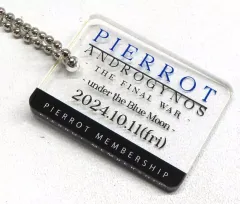 PIERROT
ANDROGYNOS
- THE FINAL WAR -
- under the Blue Moon -
2024.10.11(fri)
PIERROT MEMBERSHIP